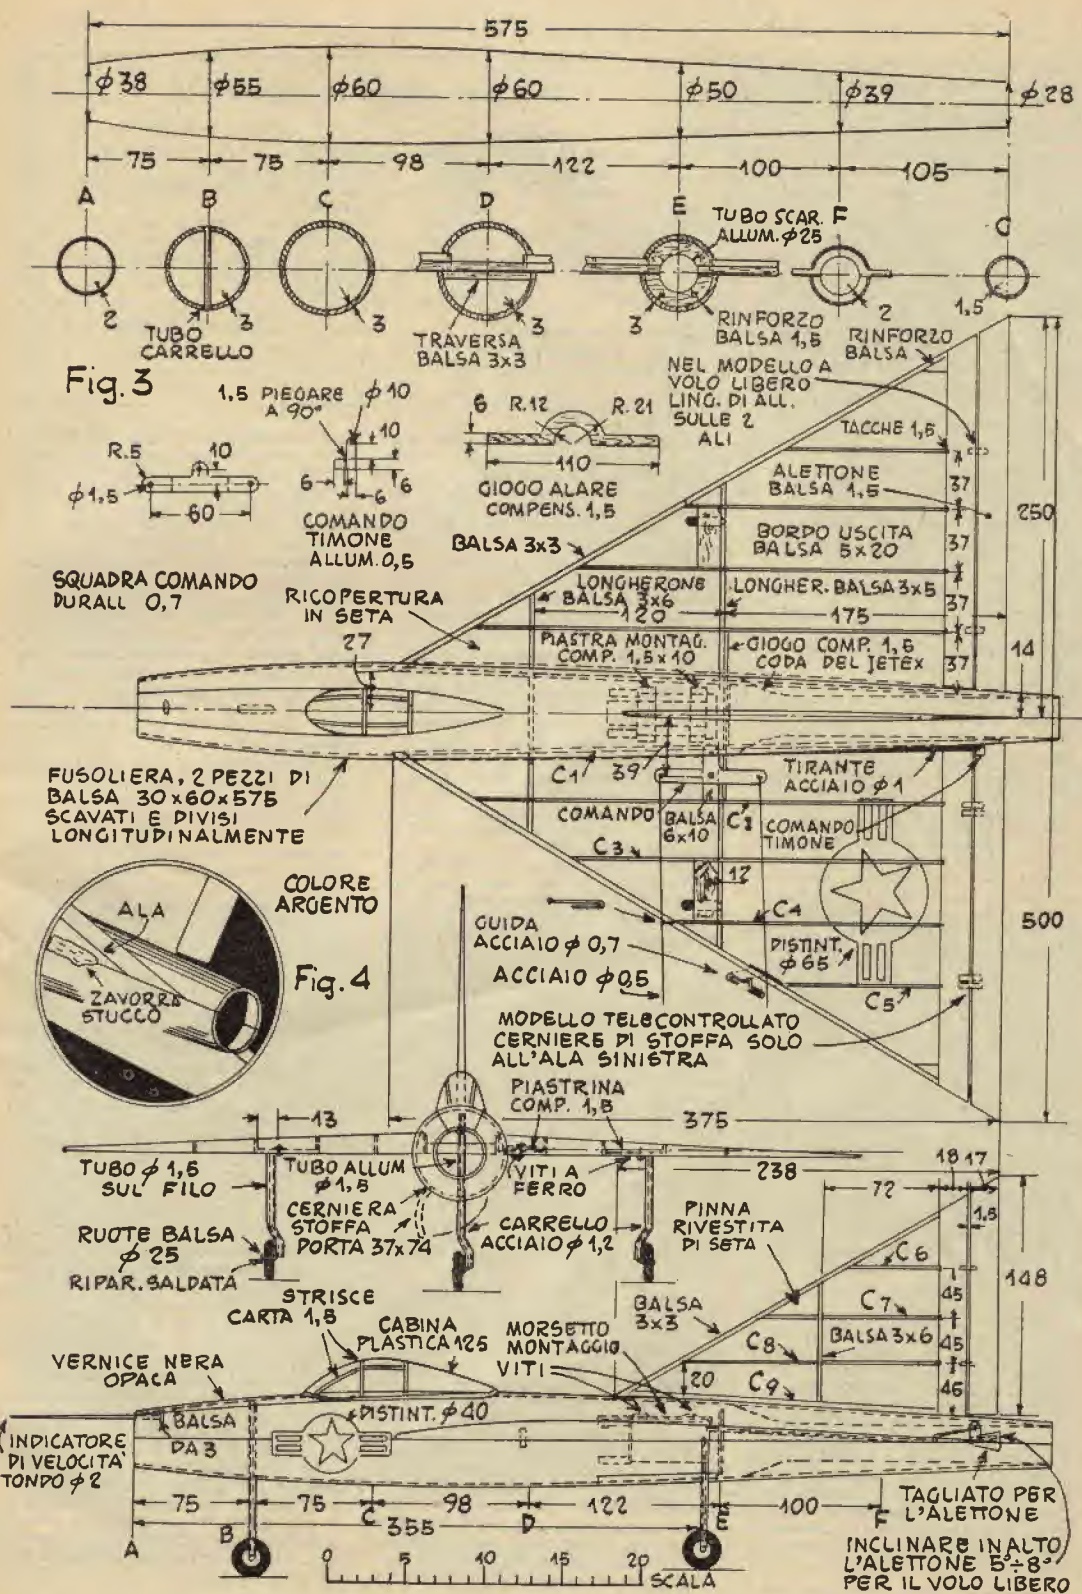 575
φ38
φ55
φ60
φ60
φ50
φ39
φ28
75
75
98
122
100
105
A
B
C
D
E
F
G
TUBO SCAR.
ALLUM. φ25
2
3
3
3
3
2
1,5
TUBO
CARRELLO
TRAVERSA
BALSA 3x3
RINFORZO
BALSA 1,5
RINFORZO
BALSA
Fig. 3
1.5 PIEGARE
A 90°
φ10
10
6
6
6
R.5
10
φ1,5
60
6
R.12
R.21
110
GIOGO ALARE
COMPENS. 1,5
COMANDO
TIMONE
ALLUM. 0,5
SQUADRA COMANDO
DURALL 0,7
NEL MODELLO A
VOLO LIBERO
LING. DI ALL.
SULLE 2
ALI
TACCHE 1,5
ALETTONE
BALSA 1,5
BORDO USCITA
BALSA 5x20
37
37
37
37
250
BALSA 3x3
RICOPERTURA
IN SETA
LONGHERONE
BALSA 3x6
LONGHER. BALSA 3x5
120
175
PIASTRA MONTAG.
COMP. 1,5x10
GIOGO COMP. 1,5
CODA DEL JETEX
14
27
FUSOLIERA, 2 PEZZI DI
BALSA 30x60x575
SCAVATI E DIVISI
LONGITUDINALMENTE
C1
39
TIRANTE
ACCIAIO φ1
COMANDO
BALSA
6x10
C2
COMANDO
TIMONE
C3
12
C4
C5
DISTINT.
φ65
500
COLORE
ARGENTO
ALA
ZAVORRA
STUCCO
Fig. 4
GUIDA
ACCIAIO φ0,7
ACCIAIO φ0,5
MODELLO TELECONTROLLATO
CERNIERE DI STOFFA SOLO
ALL'ALA SINISTRA
PIASTRINA
COMP. 1,5
13
375
TUBO φ1,5
SUL FILO
TUBO ALLUM
φ1,5
VITI A
FERRO
238
18
17
72
1,5
CERNIERA
STOFFA
PORTA 37x74
CARRELLO
ACCIAIO φ1,2
PINNA
RIVESTITA
DI SETA
RUOTE BALSA
φ25
RIPAR. SALDATA
C6
C7
C8
C9
45
45
46
148
STRISCE
CARTA 1,5
CABINA
PLASTICA 125
MORSETTO
MONTAGGIO
VITI
BALSA
3x3
BALSA 3x6
20
VERNICE NERA
OPACA
BALSA
DA 3
DISTINT. φ40
INDICATORE
DI VELOCITA'
TONDO φ2
75
75
98
122
100
355
A
B
C
D
E
F
TAGLIATO PER
L'ALETTONE
INCLINARE IN ALTO
L'ALETTONE 5°÷8°
PER IL VOLO LIBERO
0
5
10
15
20
SCALA